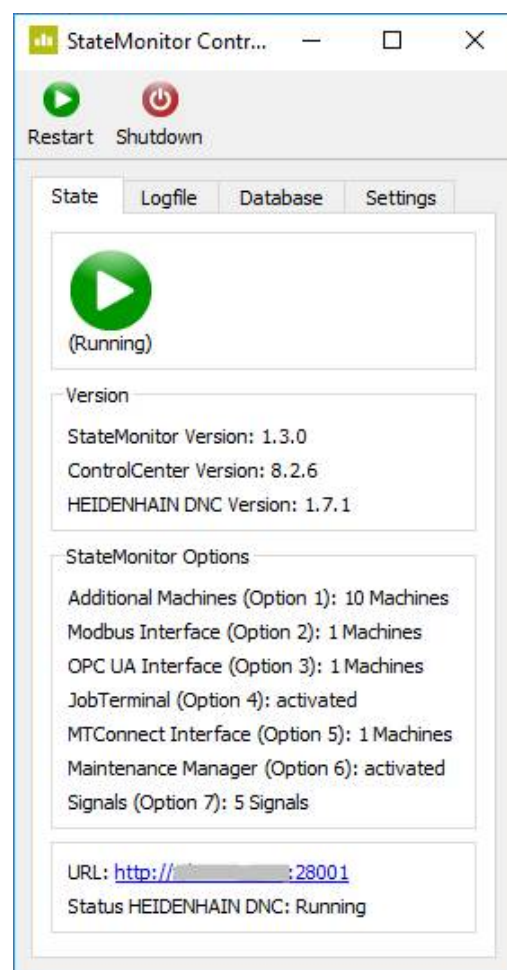 StateMonitor Contr...
Restart Shutdown
State Logfile Database Settings
(Running)
Version
StateMonitor Version: 1.3.0
ControlCenter Version: 8.2.6
HEIDENHAIN DNC Version: 1.7.1
StateMonitor Options
Additional Machines (Option 1): 10 Machines
Modbus Interface (Option 2): 1 Machines
OPC UA Interface (Option 3): 1 Machines
JobTerminal (Option 4): activated
MTConnect Interface (Option 5): 1 Machines
Maintenance Manager (Option 6): activated
Signals (Option 7): 5 Signals
URL: http:// :28001
Status HEIDENHAIN DNC: Running